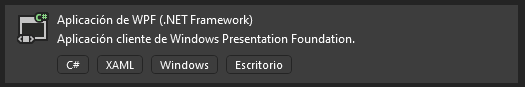 C#
Aplicación de WPF (.NET Framework)
Aplicación cliente de Windows Presentation Foundation.
C# XAML Windows Escritorio